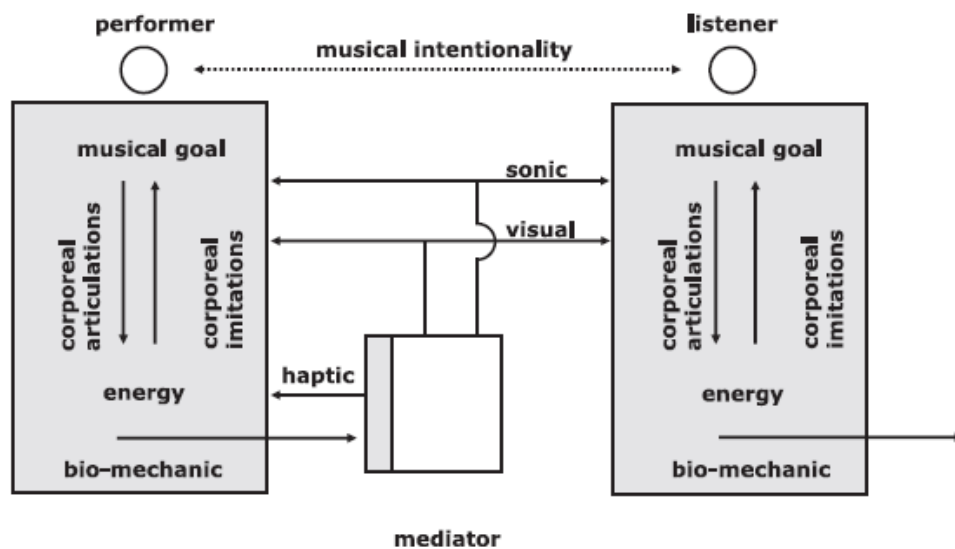 performer
listener
musical intentionality
musical goal
musical goal
sonic
visual
corporeal
articulations
corporeal
imitations
corporeal
articulations
corporeal
imitations
haptic
energy
energy
bio-mechanic
bio-mechanic
mediator